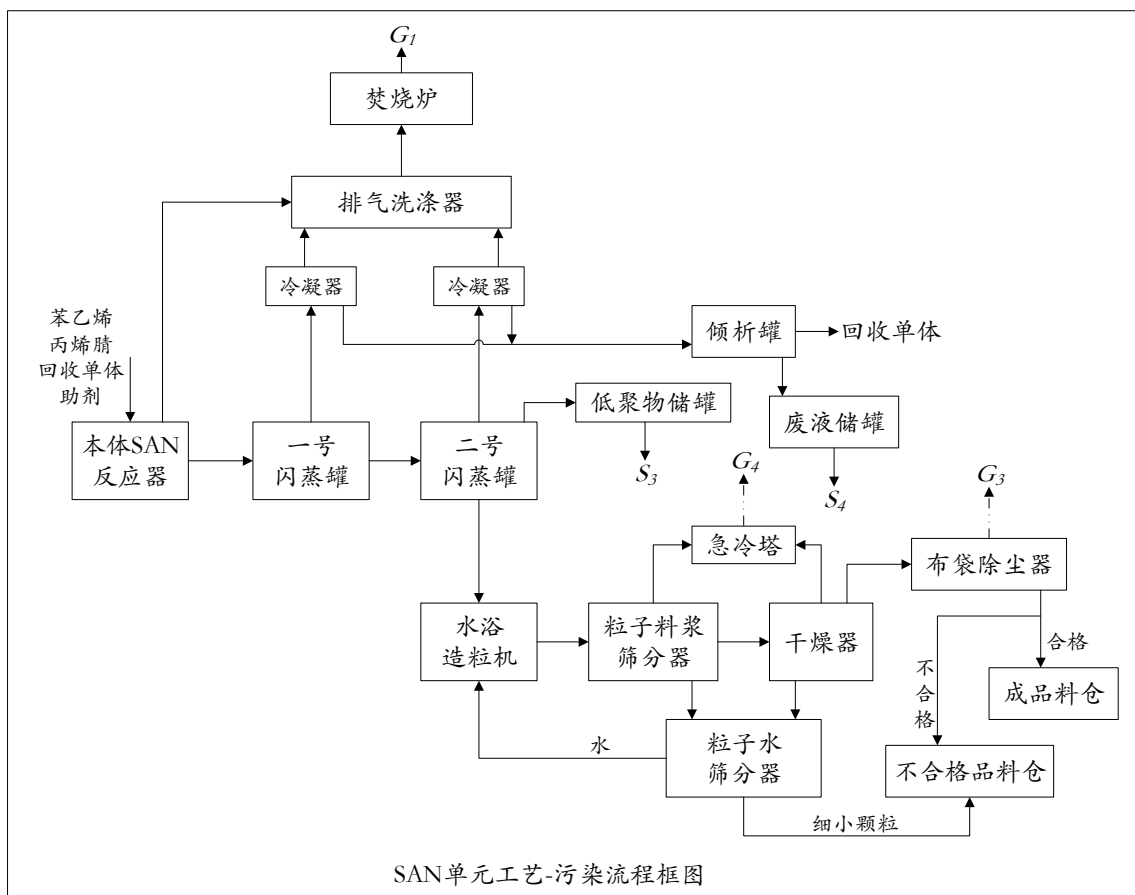 G1
焚烧炉
排气洗涤器
冷凝器
冷凝器
苯乙烯
丙烯腈
回收单体
助剂
倾析罐
回收单体
低聚物储罐
废液储罐
本体SAN
反应器
一号
闪蒸罐
二号
闪蒸罐
S3
G4
S4
G3
急冷塔
布袋除尘器
水浴
造粒机
粒子料浆
筛分器
干燥器
合格
不合格
成品料仓
水
粒子水
筛分器
不合格品料仓
细小颗粒
SAN单元工艺-污染流程框图